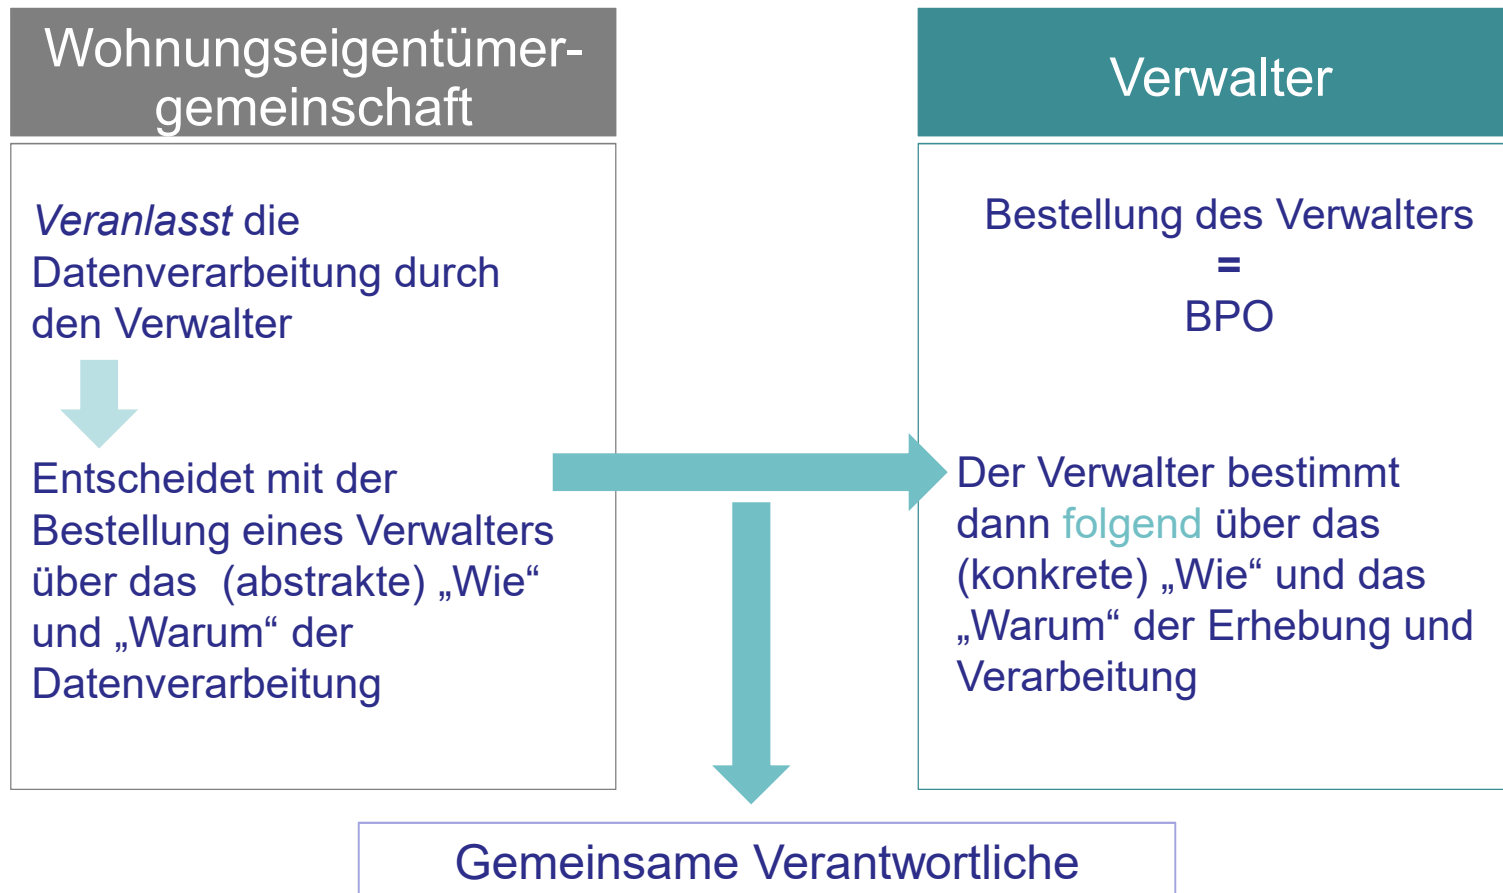 Wohnungseigentümer-
gemeinschaft
Veranlasst die
Datenverarbeitung durch
den Verwalter
Entscheidet mit der
Bestellung eines Verwalters
über das (abstrakte) „Wie“
und „Warum“ der
Datenverarbeitung
Verwalter
Bestellung des Verwalters
=
BPO
Der Verwalter bestimmt
dann folgend über das
(konkrete) „Wie“ und das
„Warum“ der Erhebung und
Verarbeitung
Gemeinsame Verantwortliche